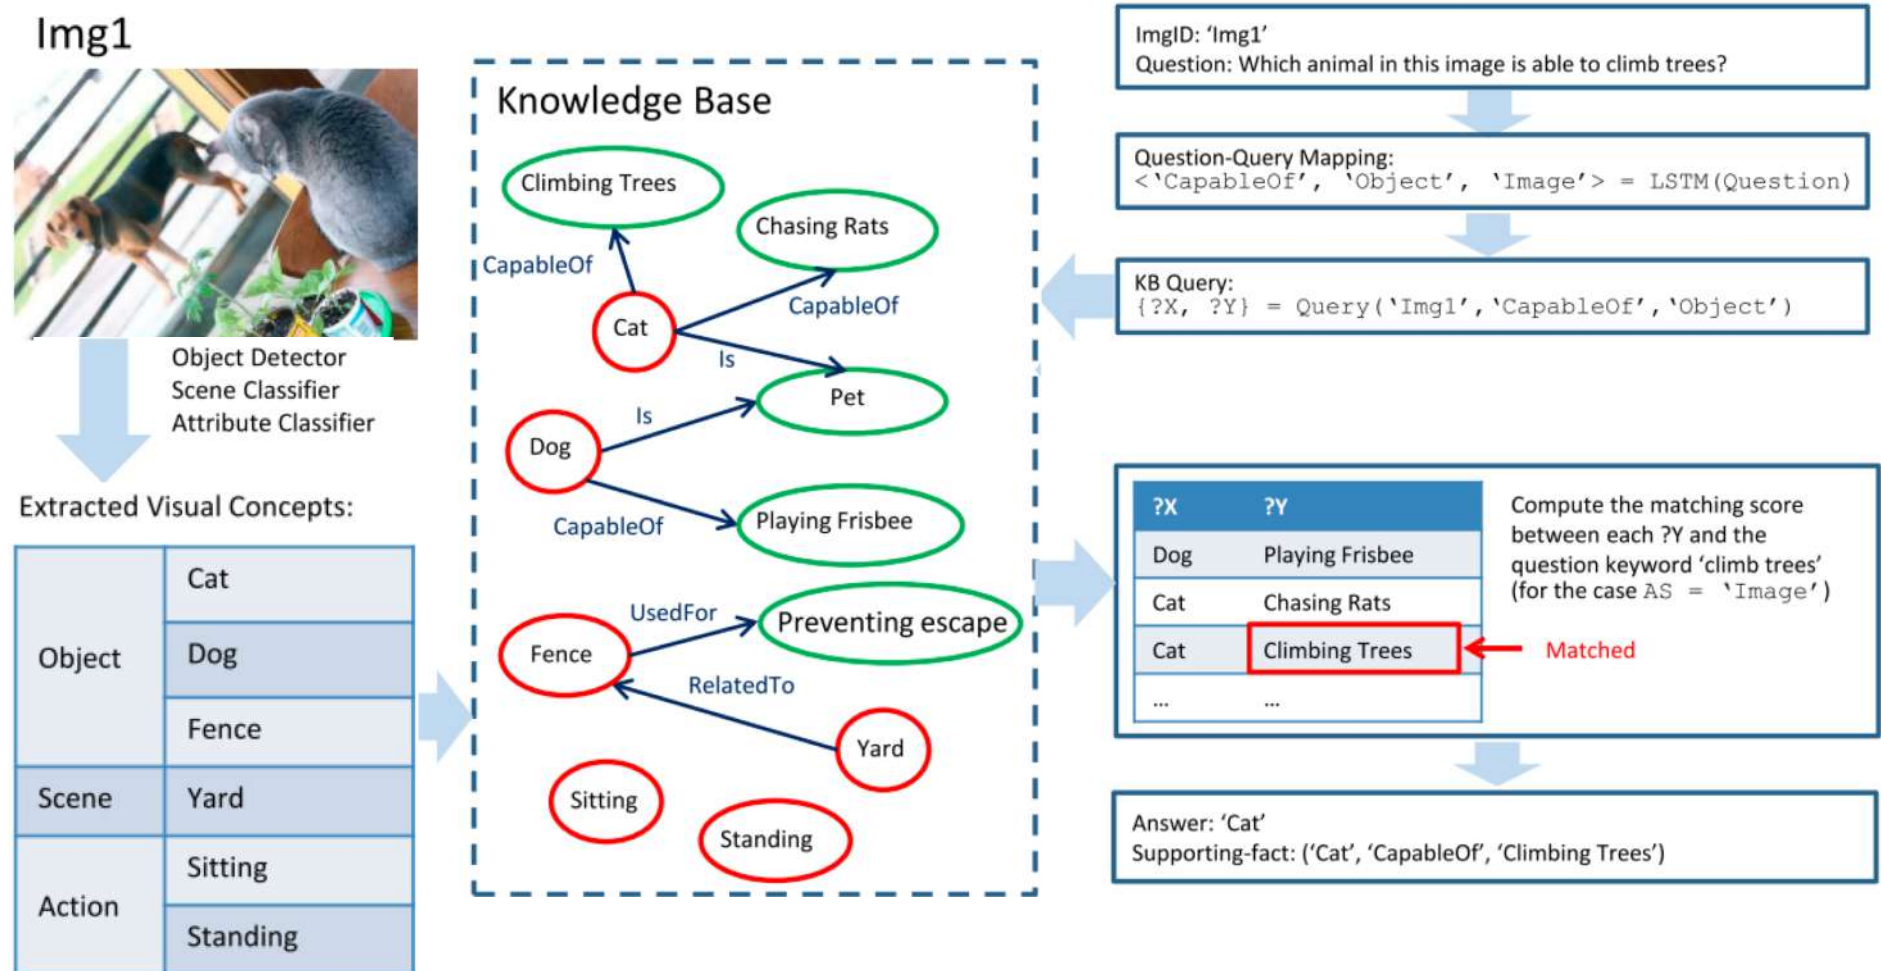 Img1
Object Detector
Scene Classifier
Attribute Classifier
Extracted Visual Concepts:
Object
Cat
Dog
Fence
Scene
Yard
Action
Sitting
Standing
Knowledge Base
Climbing Trees
Chasing Rats
CapableOf
CapableOf
Cat
Is
Pet
Is
Dog
CapableOf
Playing Frisbee
UsedFor
Preventing escape
Fence
RelatedTo
Yard
Sitting
Standing
ImgID: ‘Img1’
Question: Which animal in this image is able to climb trees?
Question-Query Mapping:
<‘CapableOf’, ‘Object’, ‘Image’> = LSTM(Question)
KB Query:
{?X, ?Y} = Query(‘Img1’,‘CapableOf’,‘Object’)
?X ?Y
Dog Playing Frisbee
Cat Chasing Rats
Cat Climbing Trees
... ...
Matched
Compute the matching score
between each ?Y and the
question keyword ‘climb trees’
(for the case AS = ‘Image’)
Answer: ‘Cat’
Supporting-fact: (‘Cat’, ‘CapableOf’, ‘Climbing Trees’)